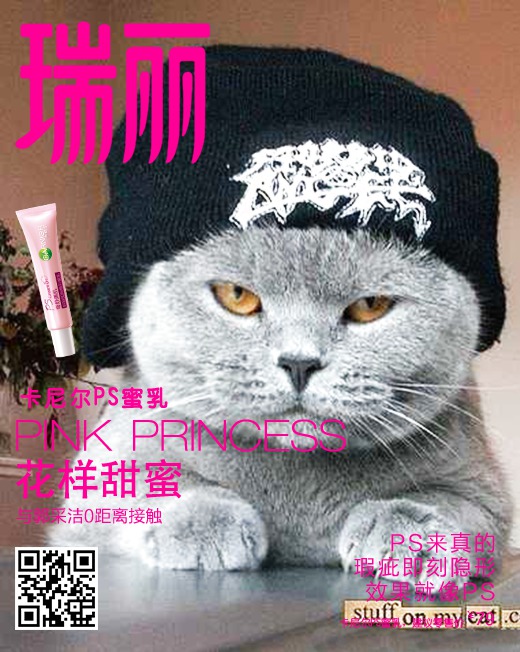 瑞丽
卡尼尔PS蜜乳
PINK PRINCESS
花样甜蜜
与郭采洁0距离接触
PS来真的
瑕疵即刻隐形
效果就像PS
stuff on my cat .c